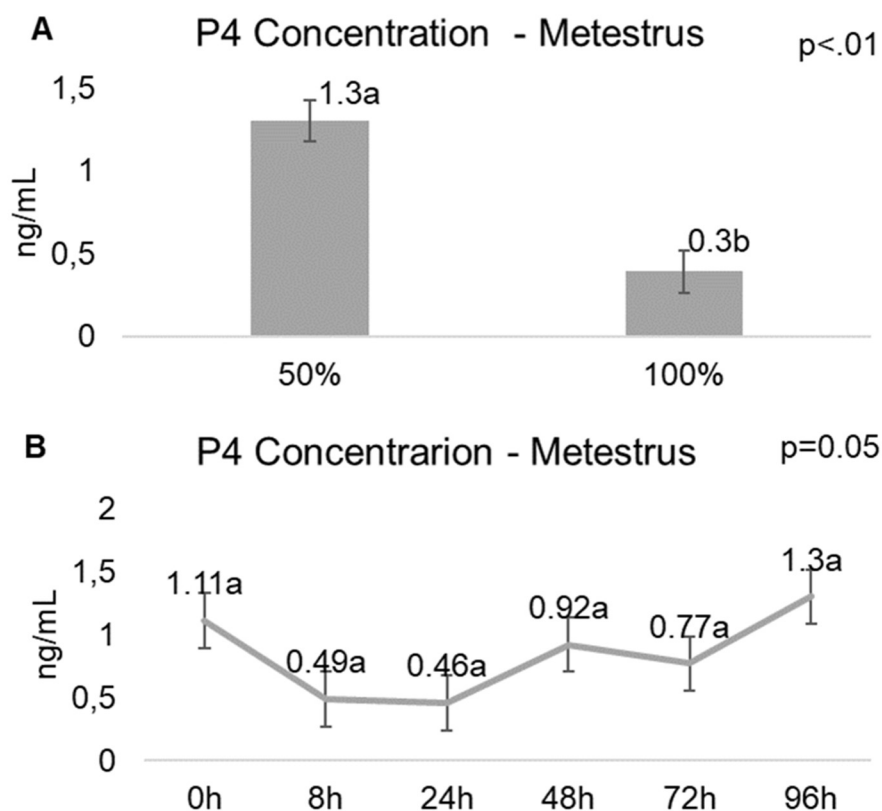 A
P4 Concentration - Metestrus
p<.01
1,5
1
0,5
0
ng/mL
1.3a
0.3b
50%
100%
B
P4 Concentrarion - Metestrus
p=0.05
2
1,5
1
0,5
0
ng/mL
1.11a
0.49a
0.46a
0.92a
0.77a
1.3a
0h
8h
24h
48h
72h
96h